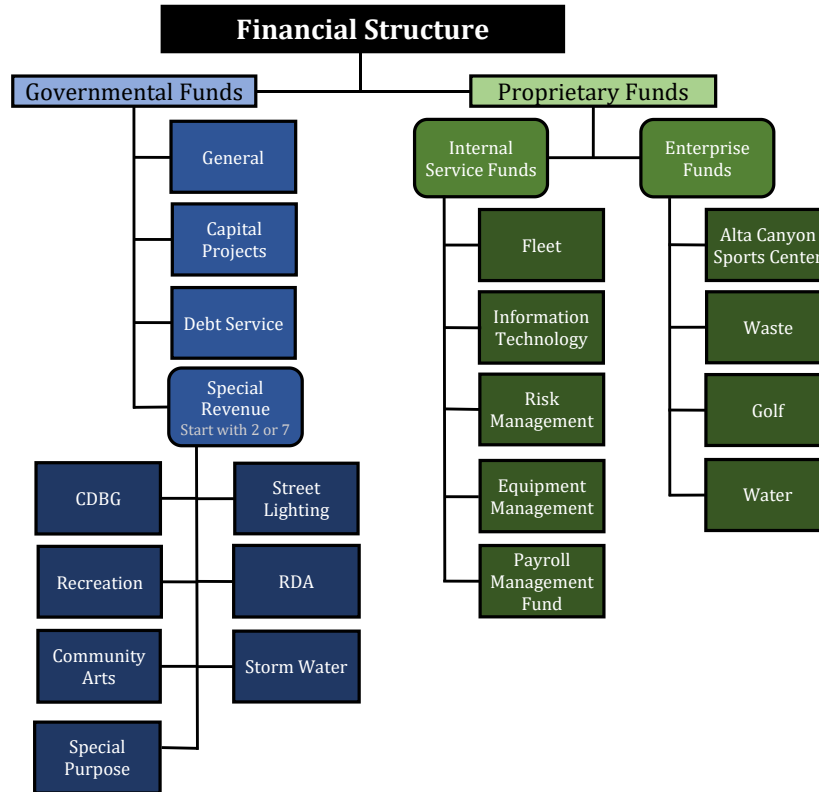 Financial Structure
Governmental Funds
Proprietary Funds
General
Capital
Projects
Debt Service
Special
Revenue
Start with 2 or 7
CDBG
Street
Lighting
Recreation
RDA
Community
Arts
Storm Water
Special
Purpose
Internal
Service Funds
Fleet
Information
Technology
Risk
Management
Equipment
Management
Payroll
Management
Fund
Enterprise
Funds
Alta Canyon
Sports Center
Waste
Golf
Water